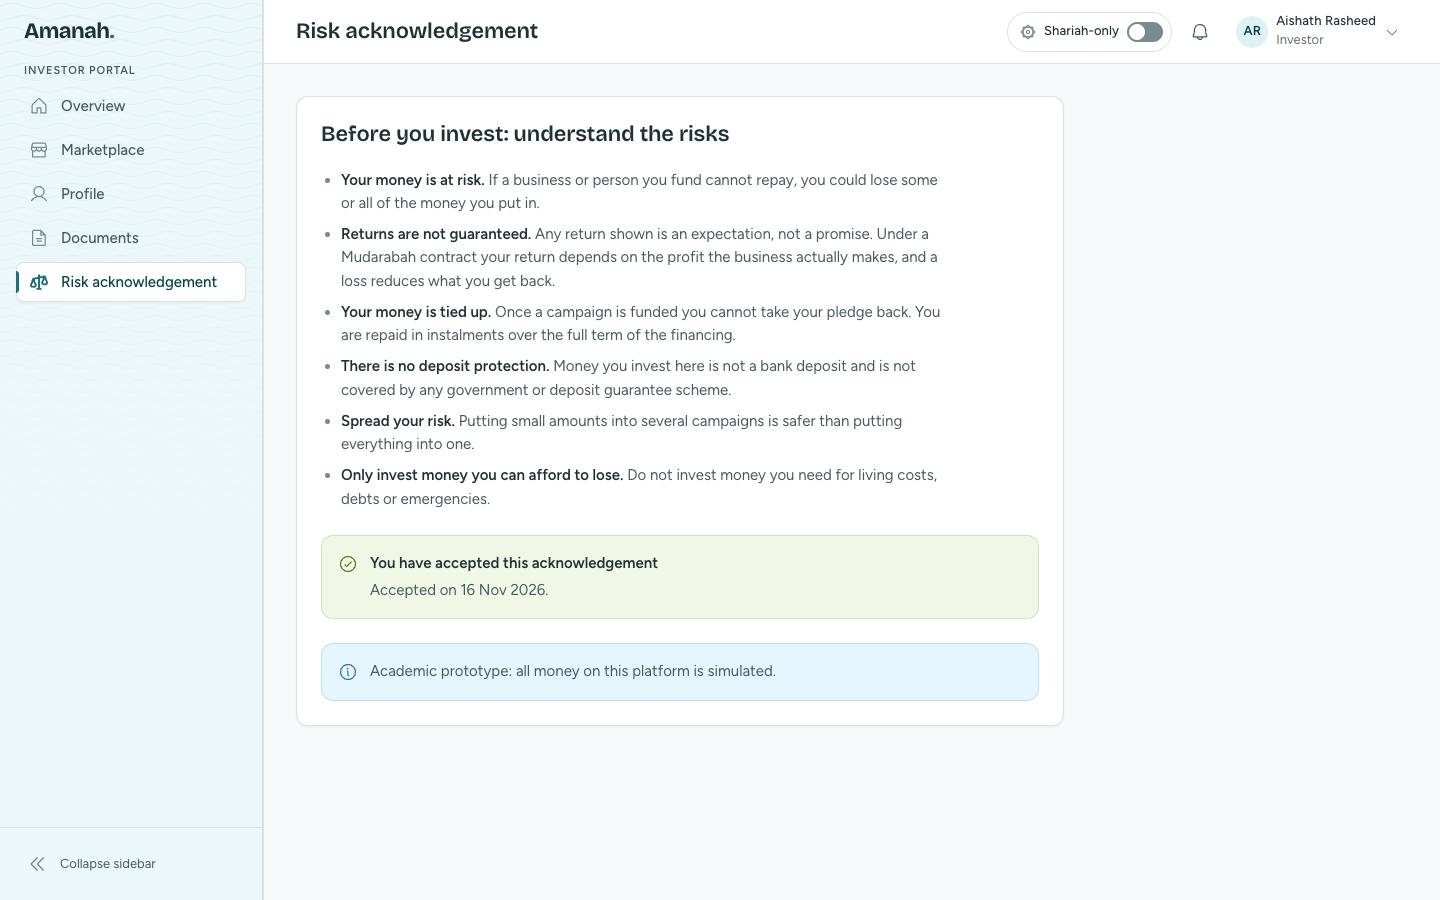 Amanah.
INVESTOR PORTAL
Overview
Marketplace
Profile
Documents
Risk acknowledgement
Collapse sidebar
Risk acknowledgement
Shariah-only
AR
Aishath Rasheed
Investor
Before you invest: understand the risks
• Your money is at risk. If a business or person you fund cannot repay, you could lose some
or all of the money you put in.
• Returns are not guaranteed. Any return shown is an expectation, not a promise. Under a
Mudarabah contract your return depends on the profit the business actually makes, and a
loss reduces what you get back.
• Your money is tied up. Once a campaign is funded you cannot take your pledge back. You
are repaid in instalments over the full term of the financing.
• There is no deposit protection. Money you invest here is not a bank deposit and is not
covered by any government or deposit guarantee scheme.
• Spread your risk. Putting small amounts into several campaigns is safer than putting
everything into one.
• Only invest money you can afford to lose. Do not invest money you need for living costs,
debts or emergencies.
You have accepted this acknowledgement
Accepted on 16 Nov 2026.
Academic prototype: all money on this platform is simulated.